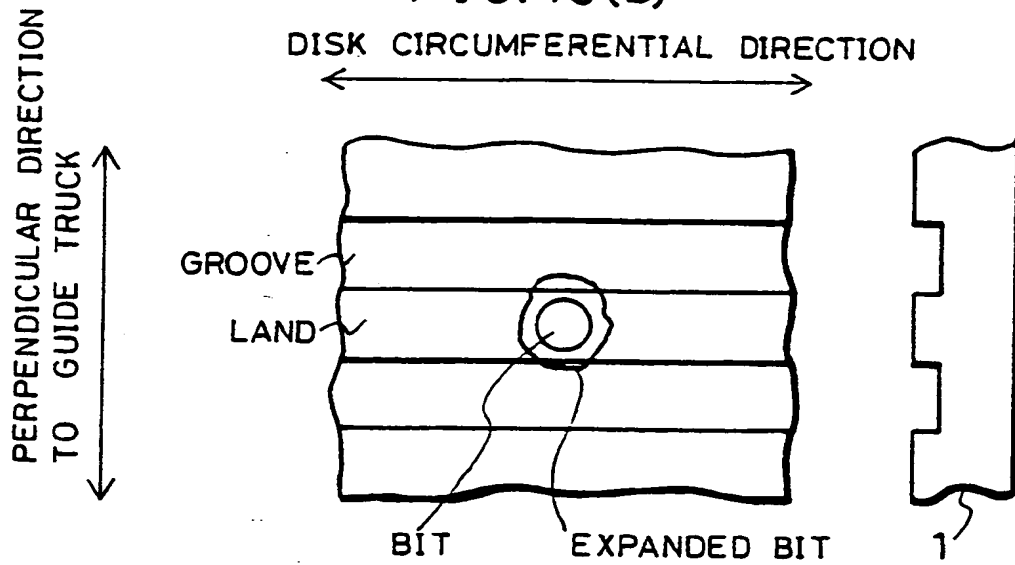 DISK CIRCUMFERENTIAL DIRECTION
PERPENDICULAR DIRECTION
TO GUIDE TRUCK
GROOVE
LAND
BIT
EXPANDED BIT
1